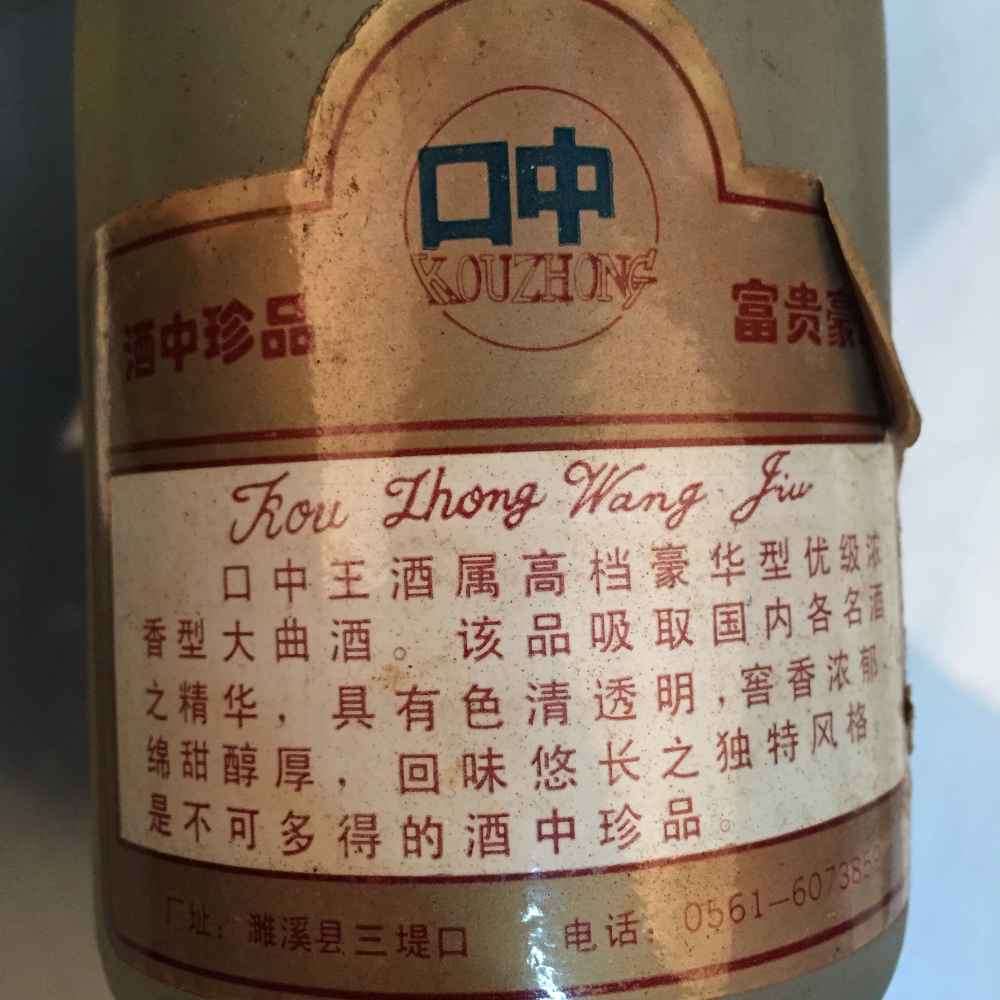 口中
KOUZHONG
酒中珍品 富贵豪
Kou Zhong Wang Jiu
口中王酒属高档豪华型优级浓
香型大曲酒。该品吸取国内各名酒
之精华，具有色清透明，窖香浓郁、
绵甜醇厚，回味悠长之独特风格，
是不可多得的酒中珍品。
厂址：濉溪县三堤口 电话：0561-607385